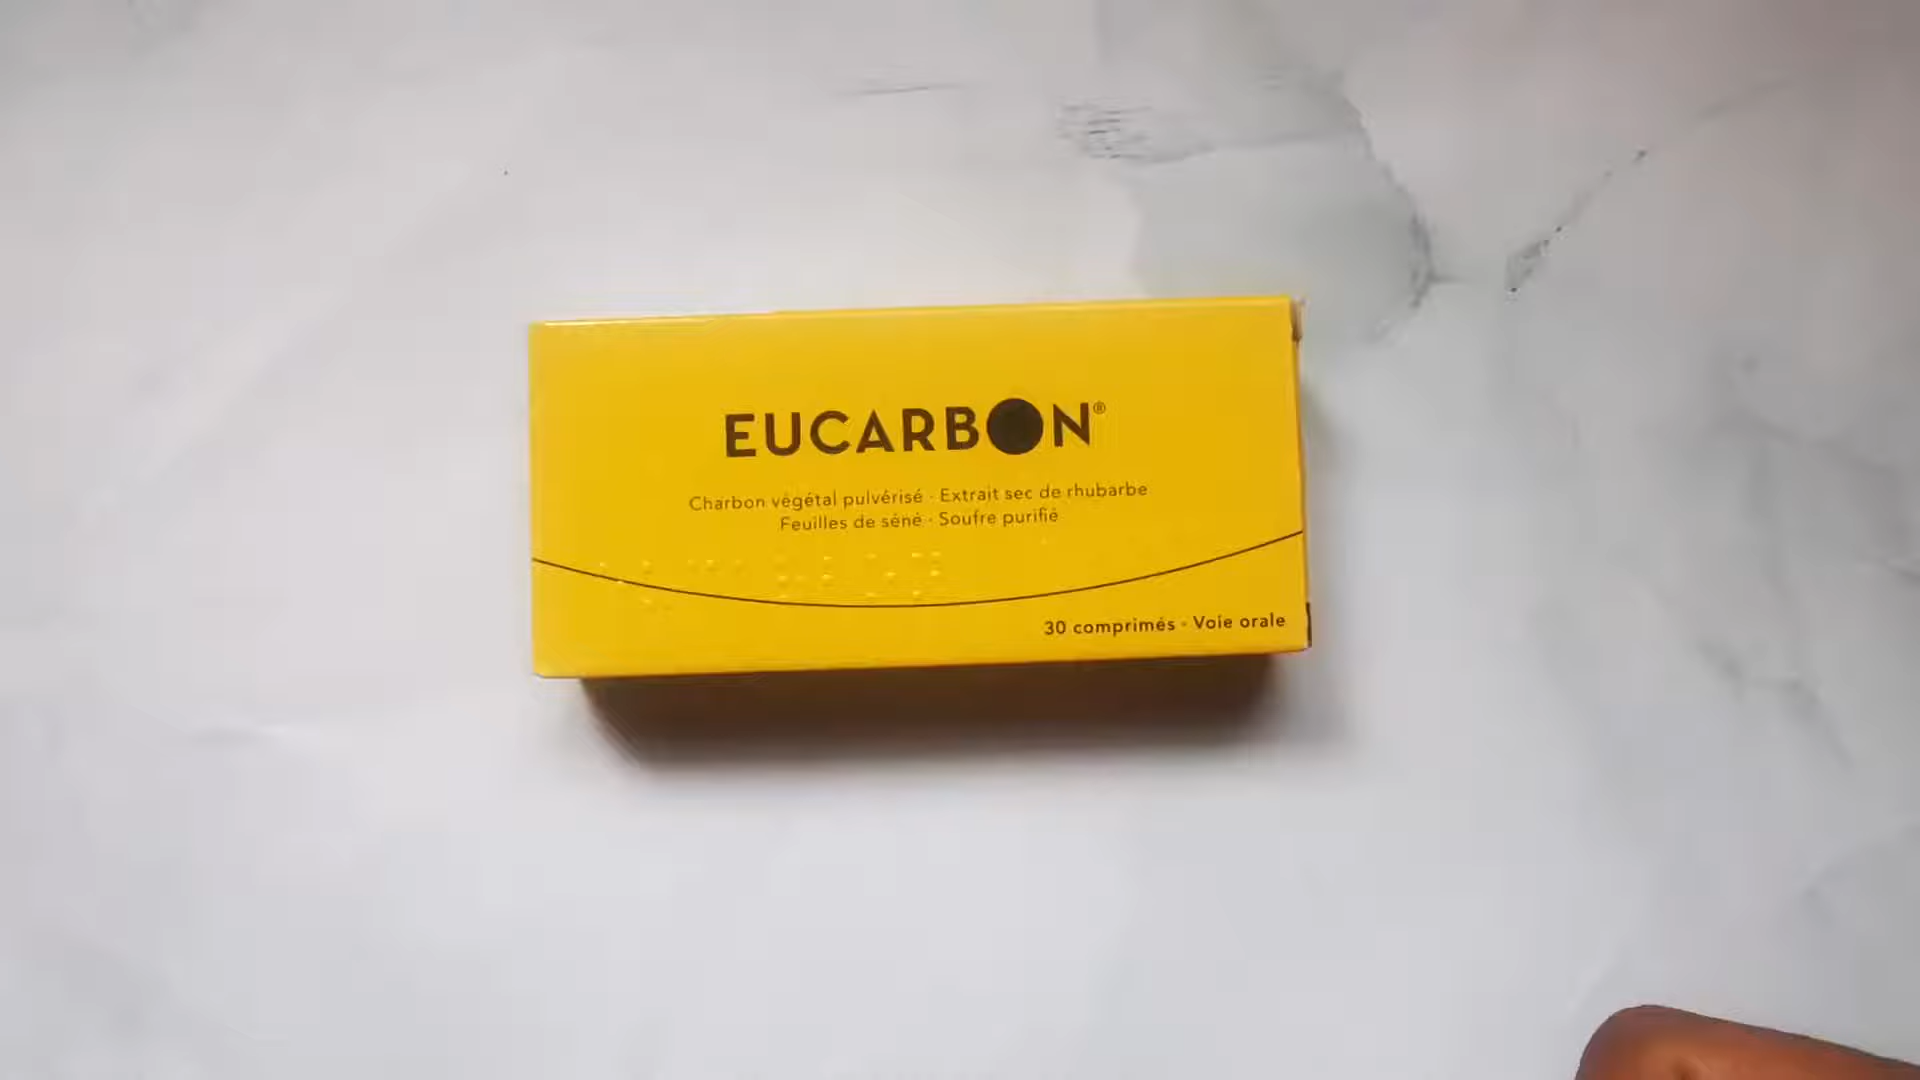 EUCARBON®
Charbon végétal pulvérisé · Extrait sec de rhubarbe
Feuilles de séné · Soufre purifié
30 comprimés · Voie orale